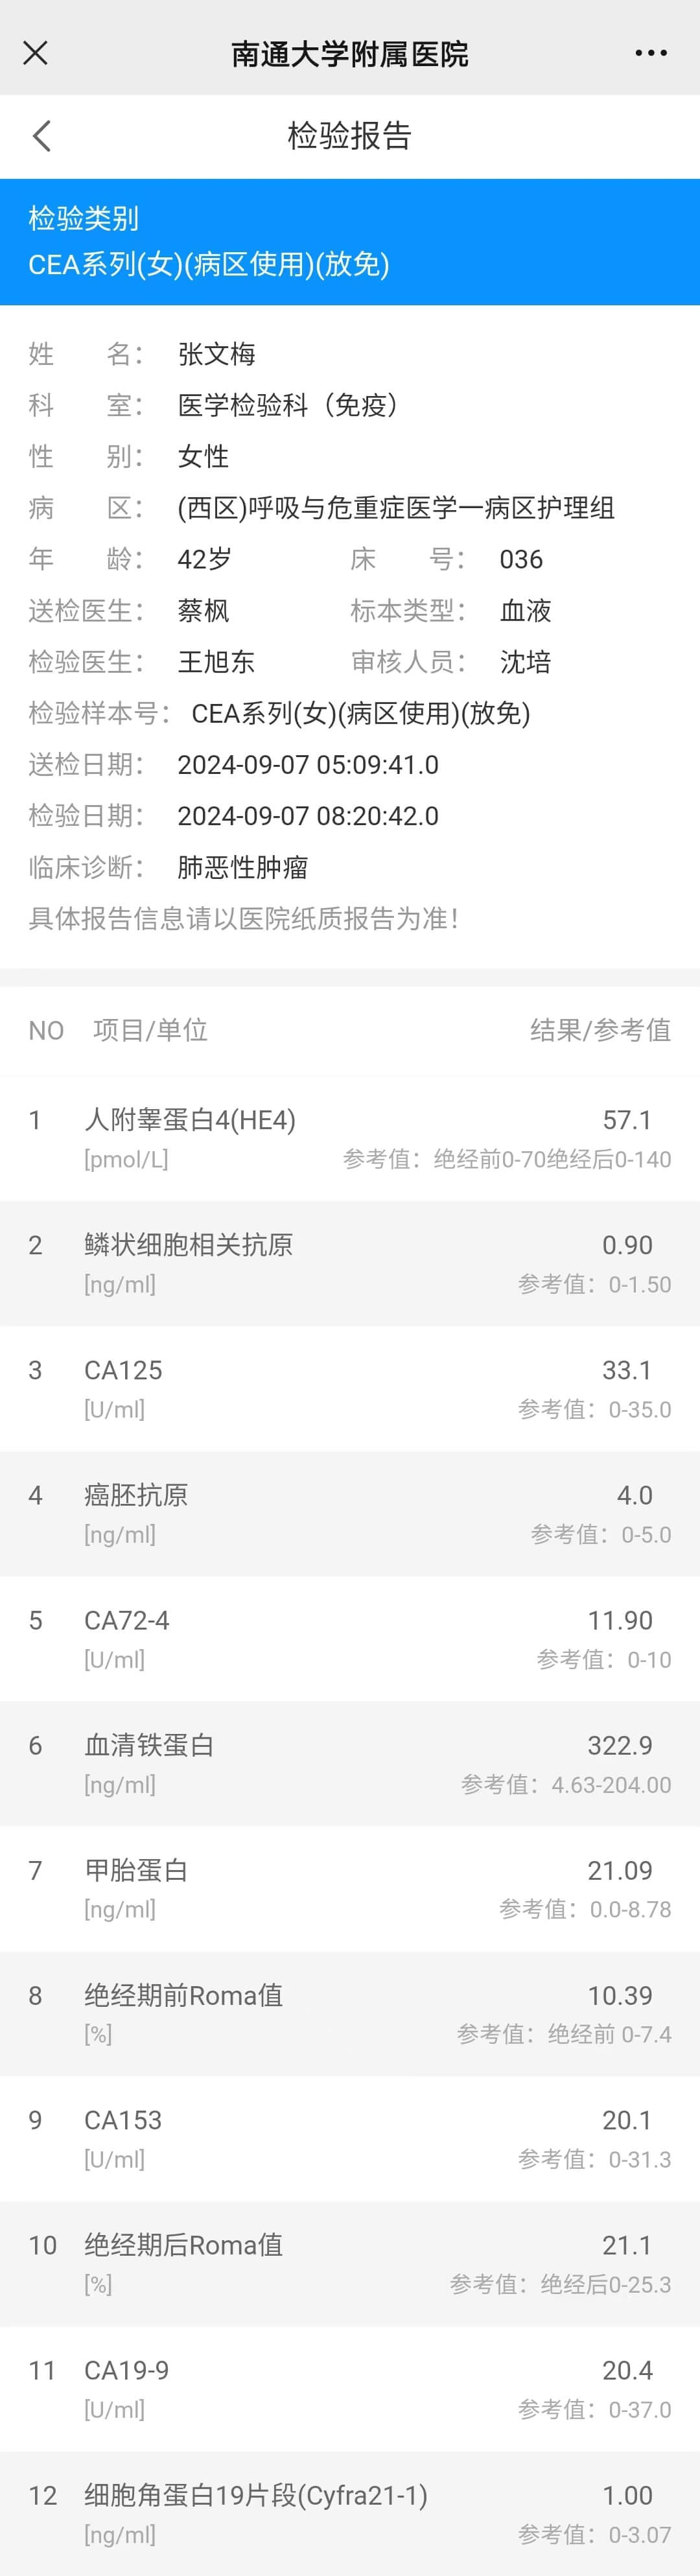 南通大学附属医院
检验报告
检验类别
CEA系列(女)(病区使用)(放免)
姓 名： 张文梅
科 室： 医学检验科（免疫）
性 别： 女性
病 区： (西区)呼吸与危重症医学一病区护理组
年 龄： 42岁 床 号： 036
送检医生： 蔡枫 标本类型： 血液
检验医生： 王旭东 审核人员： 沈培
检验样本号： CEA系列(女)(病区使用)(放免)
送检日期： 2024-09-07 05:09:41.0
检验日期： 2024-09-07 08:20:42.0
临床诊断： 肺恶性肿瘤
具体报告信息请以医院纸质报告为准！
NO 项目/单位 结果/参考值
1 人附睾蛋白4(HE4) 57.1
[pmol/L] 参考值：绝经前0-70绝经后0-140
2 鳞状细胞相关抗原 0.90
[ng/ml] 参考值：0-1.50
3 CA125 33.1
[U/ml] 参考值：0-35.0
4 癌胚抗原 4.0
[ng/ml] 参考值：0-5.0
5 CA72-4 11.90
[U/ml] 参考值：0-10
6 血清铁蛋白 322.9
[ng/ml] 参考值：4.63-204.00
7 甲胎蛋白 21.09
[ng/ml] 参考值：0.0-8.78
8 绝经期前Roma值 10.39
[%] 参考值：绝经前 0-7.4
9 CA153 20.1
[U/ml] 参考值：0-31.3
10 绝经期后Roma值 21.1
[%] 参考值：绝经后0-25.3
11 CA19-9 20.4
[U/ml] 参考值：0-37.0
12 细胞角蛋白19片段(Cyfra21-1) 1.00
[ng/ml] 参考值：0-3.07